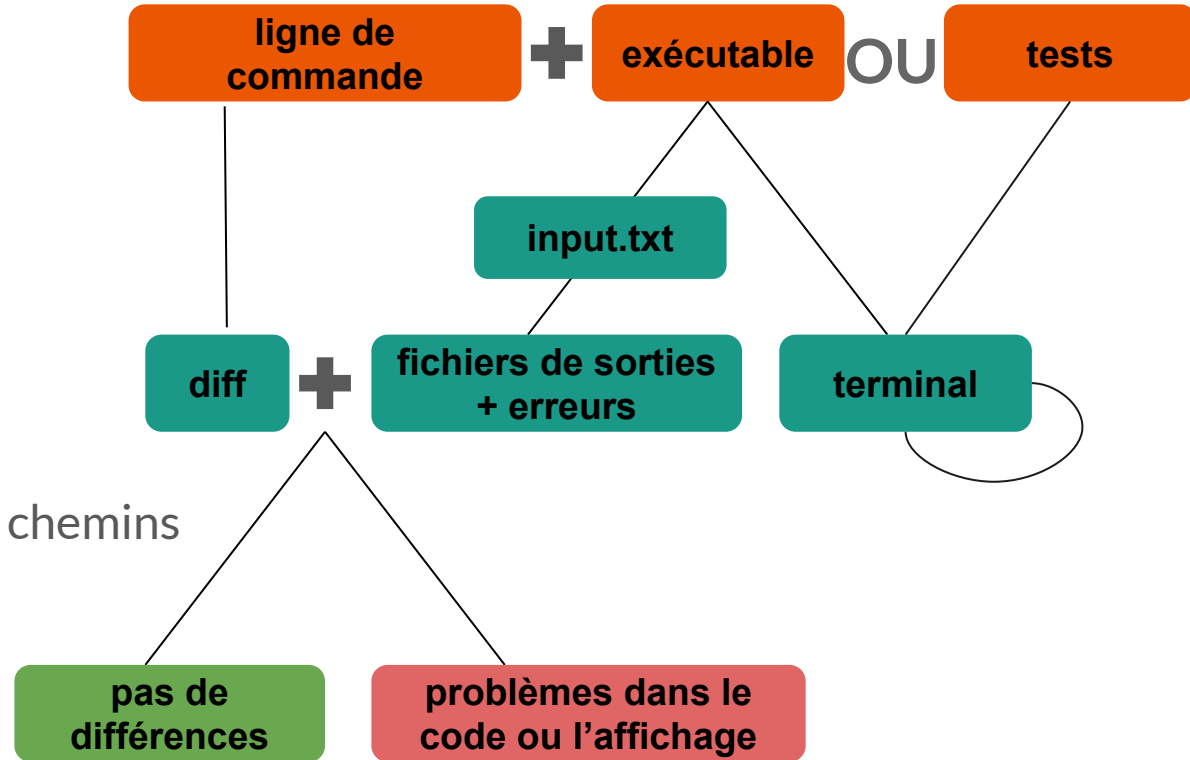 ligne de
commande
exécutable
OU
tests
input.txt
diff
fichiers de sorties
+ erreurs
terminal
chemins
pas de
différences
problèmes dans le
code ou l'affichage